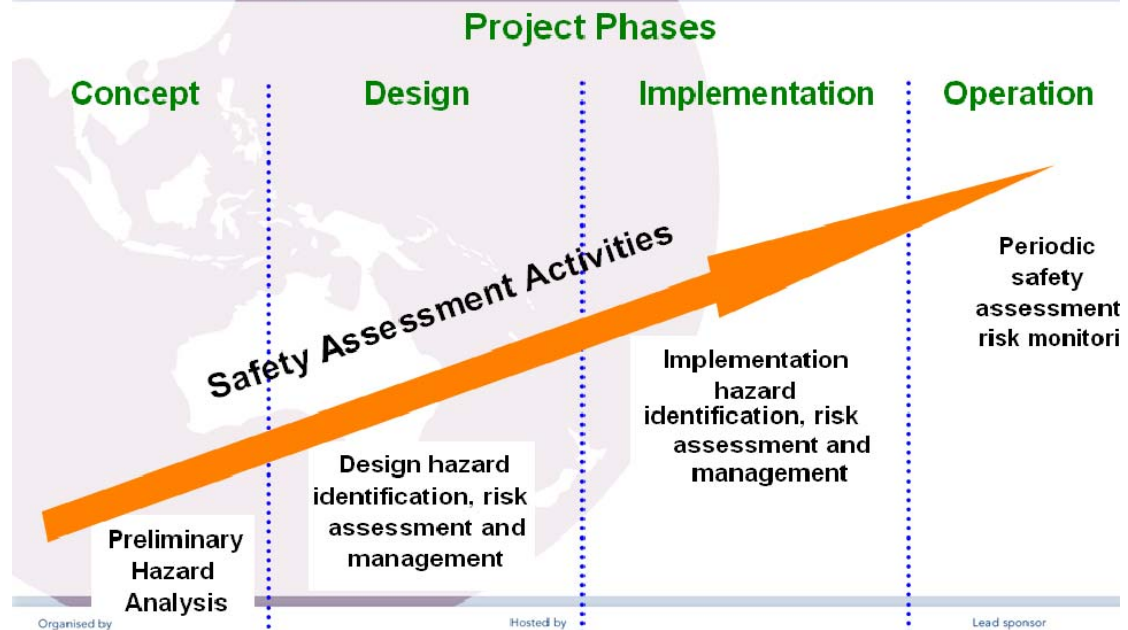 Project Phases
Concept
Design
Implementation
Operation
Safety Assessment Activities
Preliminary
Hazard
Analysis
Design hazard
identification, risk
assessment and
management
Implementation
hazard
identification, risk
assessment and
management
Periodic
safety
assessment
risk monitori
Organised by
Hosted by
Lead sponsor